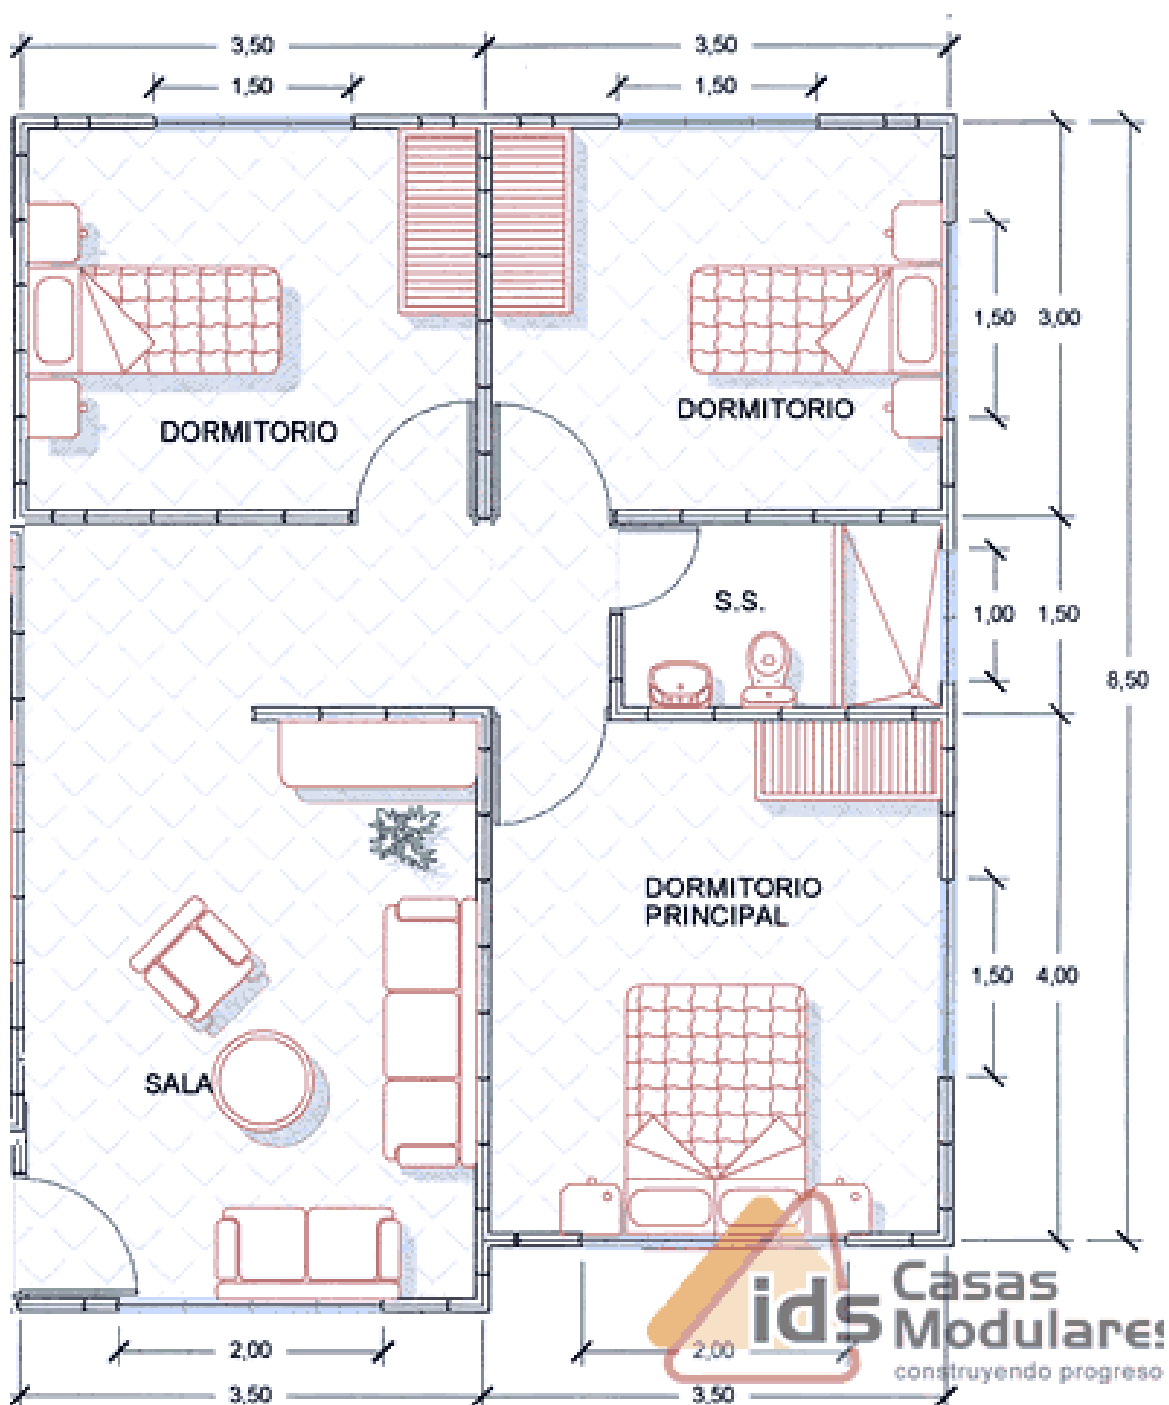 3,50
3,50
1,50
1,50
1,50
3,00
DORMITORIO
DORMITORIO
S.S.
1,00
1,50
8,50
DORMITORIO
PRINCIPAL
1,50
4,00
SALA
ids
Casas
Modulares
construyendo progreso
2,00
2,00
3,50
3,50